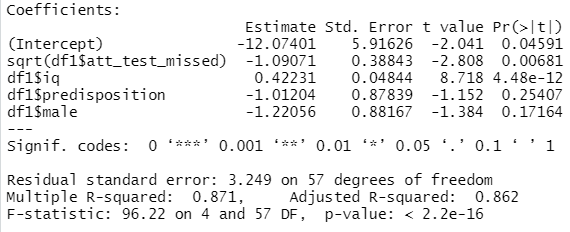 Coefficients:
Estimate Std. Error t value Pr(>|t|)
(Intercept) -12.07401 5.91626 -2.041 0.04591
sqrt(df1$att_test_missed) -1.09071 0.38843 -2.808 0.00681
df1$iq 0.42231 0.04844 8.718 4.48e-12
df1$predisposition -1.01204 0.87839 -1.152 0.25407
df1$male -1.22056 0.88167 -1.384 0.17164
---
Signif. codes: 0 ‘***’ 0.001 ‘**’ 0.01 ‘*’ 0.05 ‘.’ 0.1 ‘ ’ 1
Residual standard error: 3.249 on 57 degrees of freedom
Multiple R-squared: 0.871, Adjusted R-squared: 0.862
F-statistic: 96.22 on 4 and 57 DF, p-value: < 2.2e-16